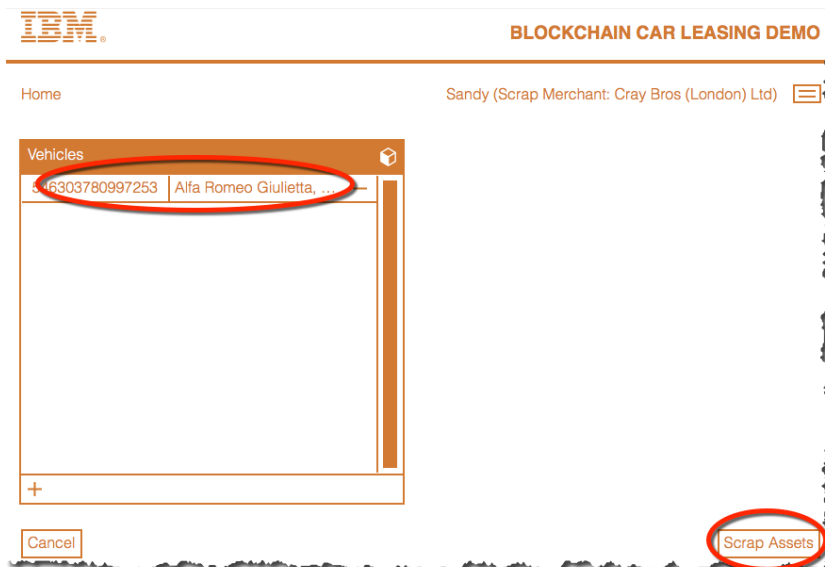 IBM®
BLOCKCHAIN CAR LEASING DEMO
Home
Sandy (Scrap Merchant: Cray Bros (London) Ltd)
Vehicles
546303780997253 Alfa Romeo Giulietta, ...
+
Cancel
Scrap Assets